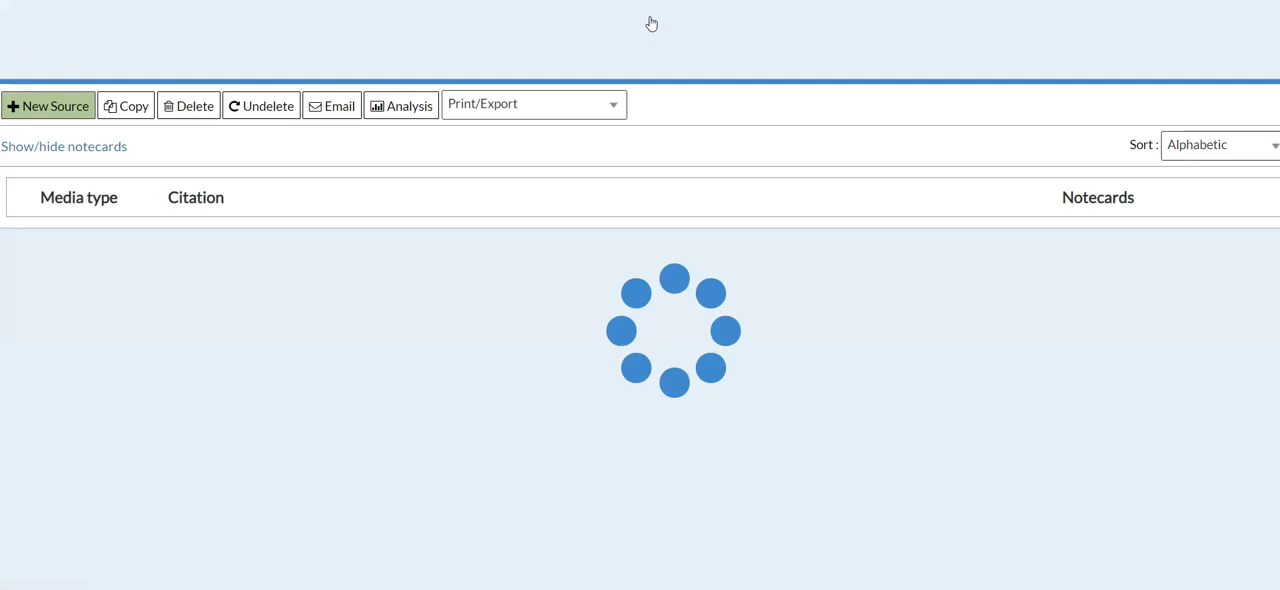 New Source Copy Delete Undelete Email Analysis Print/Export
Show/hide notecards Sort : Alphabetic
Media type Citation Notecards